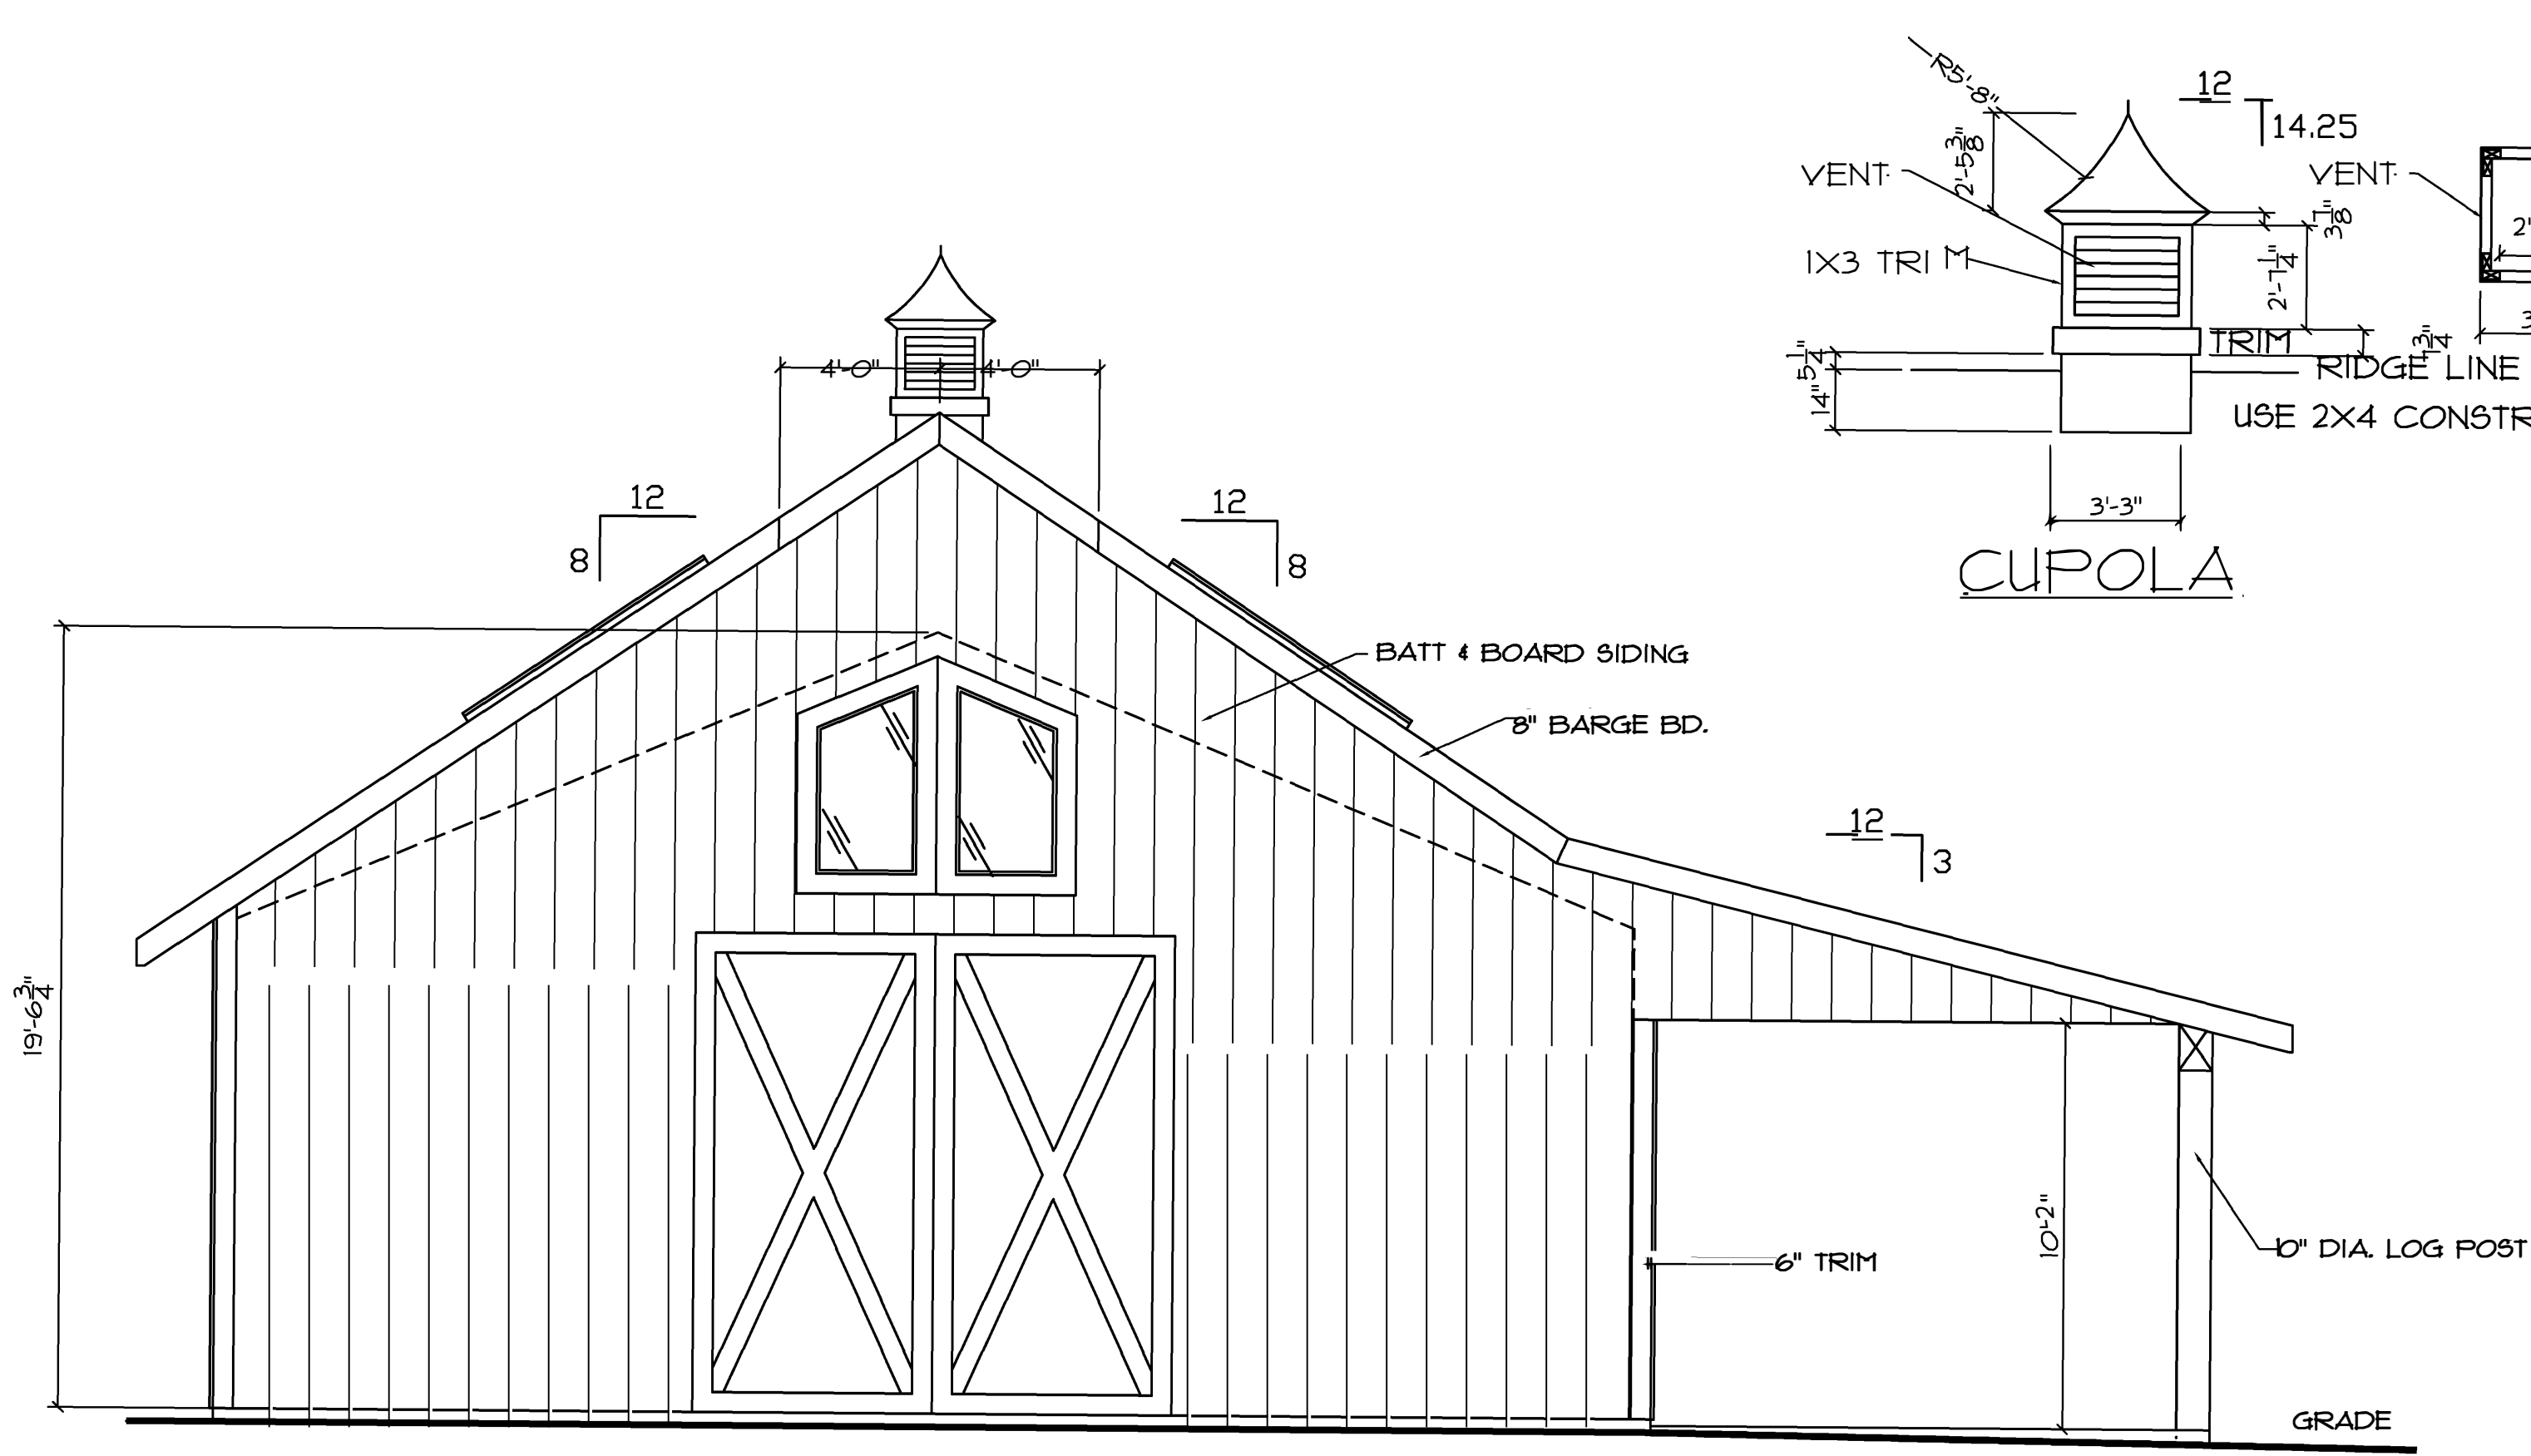 R5'-8"
12
14.25
2'-5 3/8"
VENT
VENT
3 1/8"
2'
1X3 TRIM
2'-7 1/4"
3
TRIM
7 3/4"
5 1/4"
RIDGE LINE
14"
USE 2X4 CONSTR
3'-3"
CUPOLA
4'-0"
4'-0"
12
8
12
8
BATT & BOARD SIDING
8" BARGE BD.
12
3
19'-6 3/4"
10'-2"
6" TRIM
10" DIA. LOG POST
GRADE